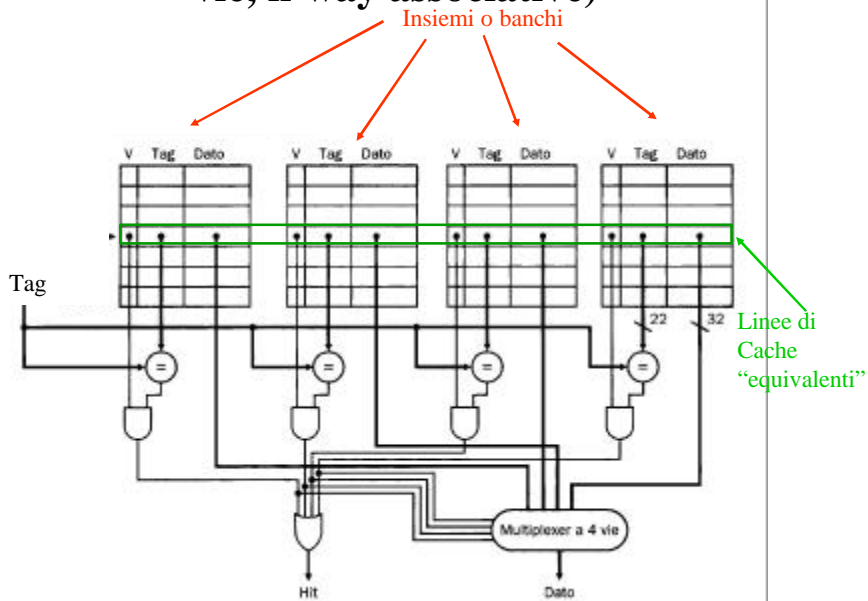 Insiemi o banchi
V Tag Dato
V Tag Dato
V Tag Dato
V Tag Dato
Tag
22
32
Linee di
Cache
“equivalenti”
=
=
=
=
Multiplexer a 4 vie
Hit
Dato